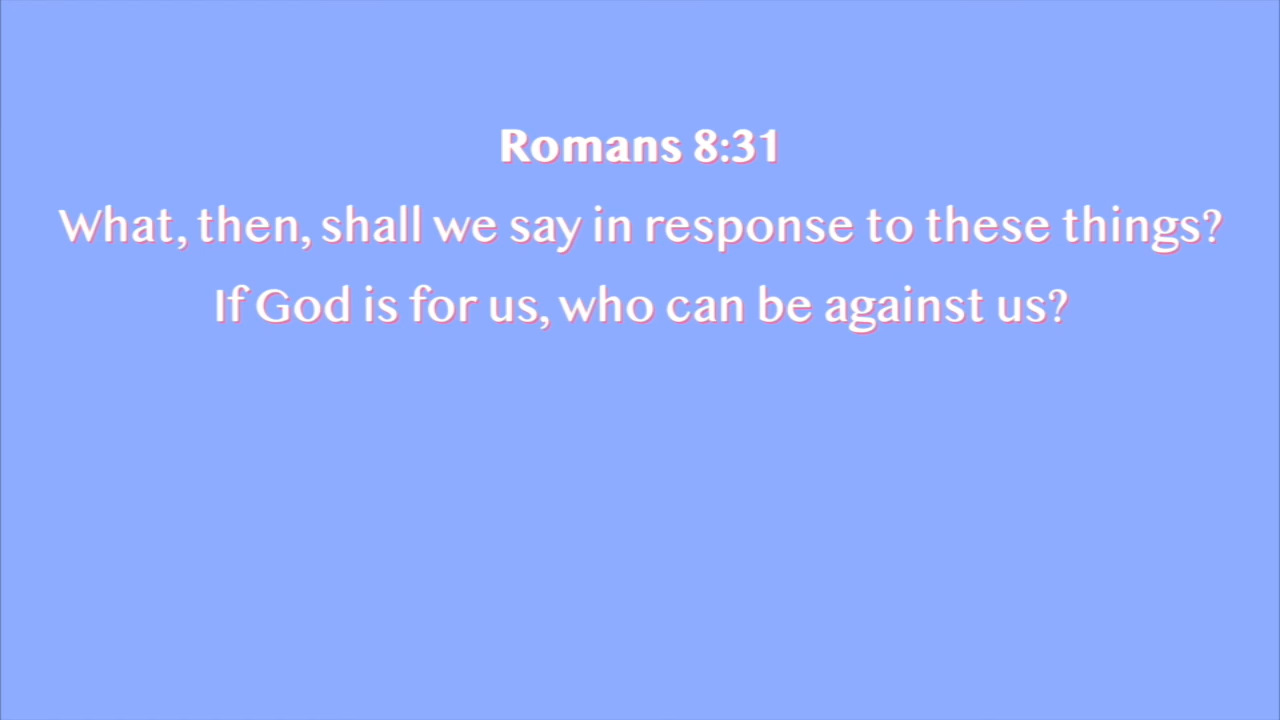 Romans 8:31
What, then, shall we say in response to these things?
If God is for us, who can be against us?